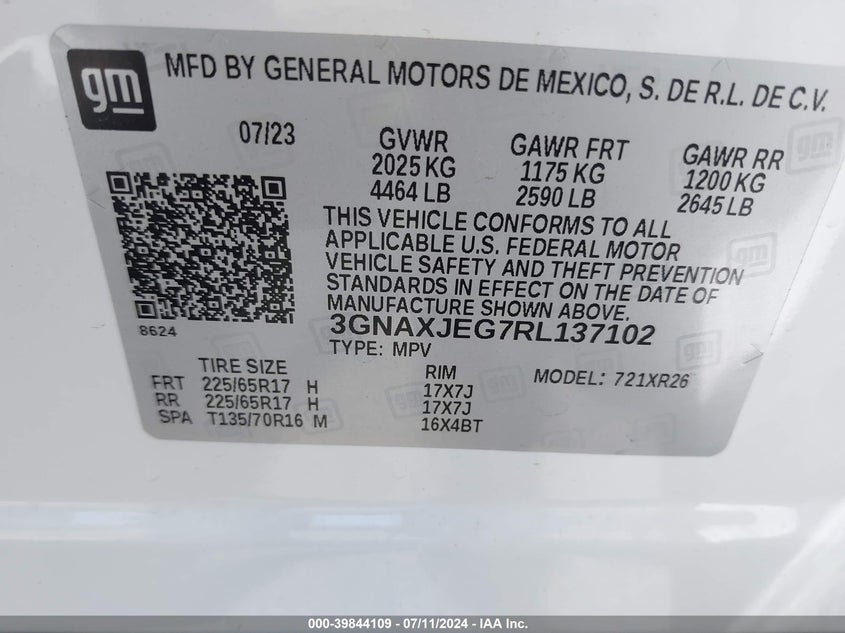 gm
MFD BY GENERAL MOTORS DE MEXICO, S. DE R.L. DE C.V.
07/23
GVWR
2025 KG
4464 LB
GAWR FRT
1175 KG
2590 LB
GAWR RR
1200 KG
2645 LB
THIS VEHICLE CONFORMS TO ALL
APPLICABLE U.S. FEDERAL MOTOR
VEHICLE SAFETY AND THEFT PREVENTION
STANDARDS IN EFFECT ON THE DATE OF
MANUFACTURE SHOWN ABOVE.
8624
3GNAXJEG7RL137102
TYPE: MPV
MODEL: 721XR26
TIRE SIZE RIM
FRT 225/65R17 H 17X7J
RR 225/65R17 H 17X7J
SPA T135/70R16 M 16X4BT
000-39844109 - 07/11/2024 - IAA Inc.